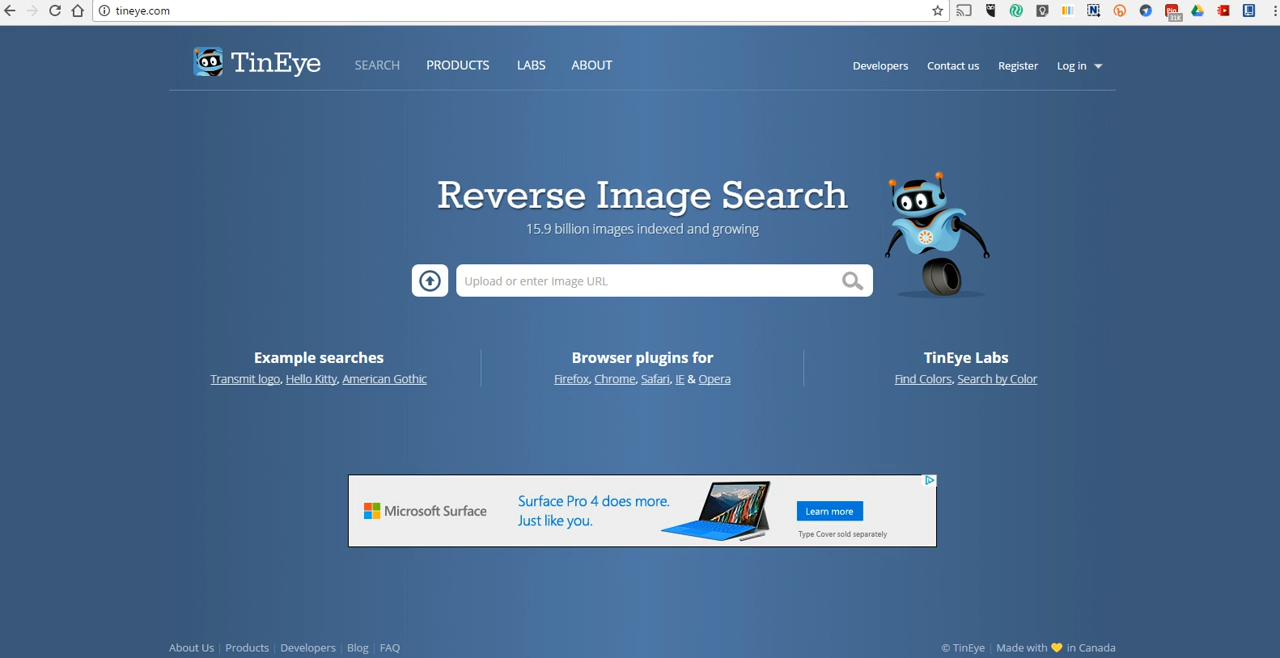 tineye.com
TinEye SEARCH PRODUCTS LABS ABOUT Developers Contact us Register Log in
Reverse Image Search
15.9 billion images indexed and growing
Upload or enter Image URL
Example searches Browser plugins for TinEye Labs
Transmit logo, Hello Kitty, American Gothic Firefox, Chrome, Safari, IE & Opera Find Colors, Search by Color
Microsoft Surface
Surface Pro 4 does more.
Just like you.
Learn more
Type Cover sold separately
About Us | Products | Developers | Blog | FAQ © TinEye | Made with 💛 in Canada